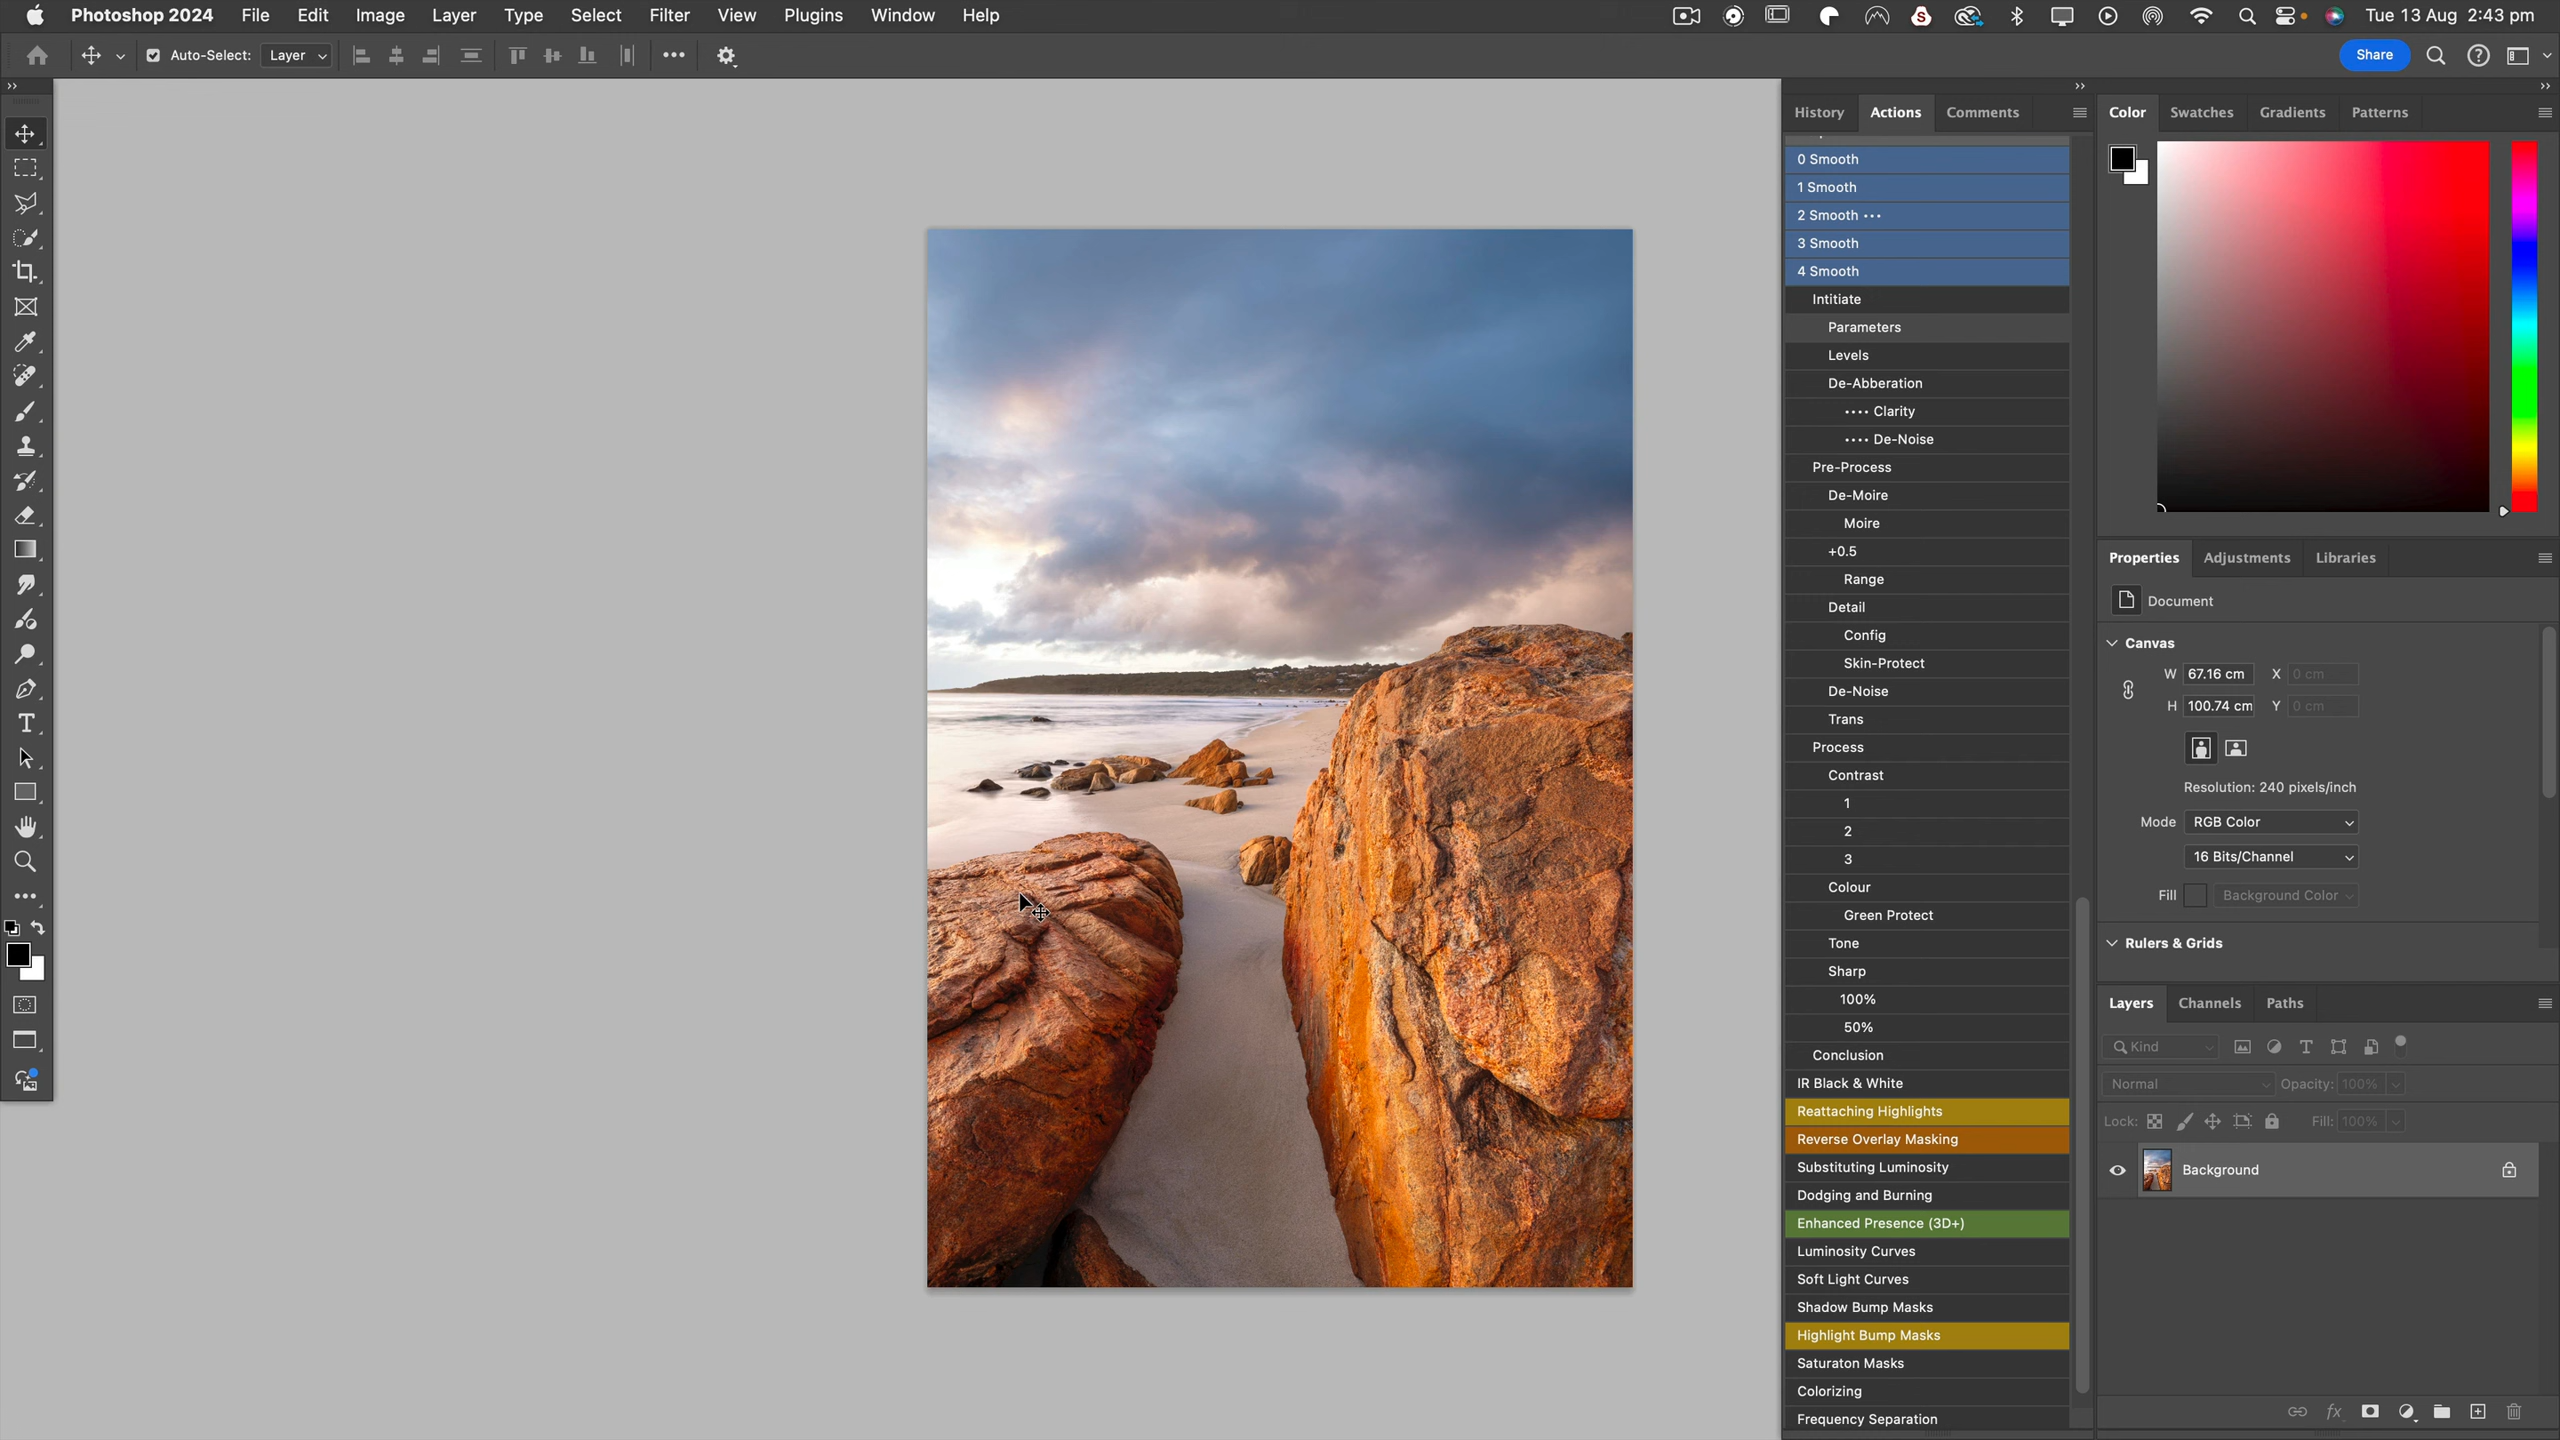 Photoshop 2024 File Edit Image Layer Type Select Filter View Plugins Window Help Tue 13 Aug 2:43 pm
Auto-Select: Layer Share
History Actions Comments
0 Smooth
1 Smooth
2 Smooth •••
3 Smooth
4 Smooth
Intitiate
Parameters
Levels
De-Abberation
•••• Clarity
•••• De-Noise
Pre-Process
De-Moire
Moire
+0.5
Range
Detail
Config
Skin-Protect
De-Noise
Trans
Process
Contrast
1
2
3
Colour
Green Protect
Tone
Sharp
100%
50%
Conclusion
IR Black & White
Reattaching Highlights
Reverse Overlay Masking
Substituting Luminosity
Dodging and Burning
Enhanced Presence (3D+)
Luminosity Curves
Soft Light Curves
Shadow Bump Masks
Highlight Bump Masks
Saturaton Masks
Colorizing
Frequency Separation
Color Swatches Gradients Patterns
Properties Adjustments Libraries
Document
Canvas
W 67.16 cm X 0 cm
H 100.74 cm Y 0 cm
Resolution: 240 pixels/inch
Mode RGB Color
16 Bits/Channel
Fill Background Color
Rulers & Grids
Layers Channels Paths
Kind
Normal Opacity: 100%
Lock: Fill: 100%
Background